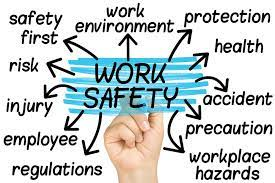 safety
first
work
environment
protection
health
risk
WORK
SAFETY
injury
accident
employee
precaution
regulations
workplace
hazards